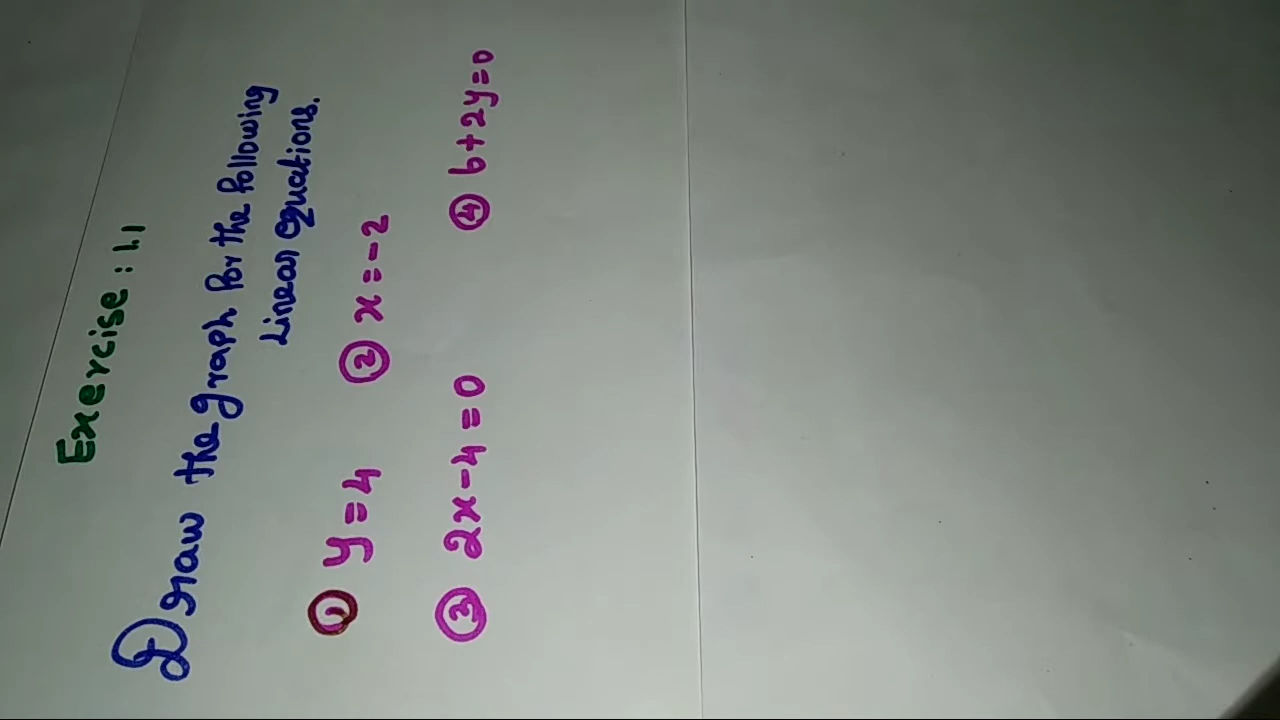 Exercise : 1.1
Draw the graph for the following
Linear equations.
① y = 4 ② x = -2
③ 2x - 4 = 0 ④ 6 + 2y = 0